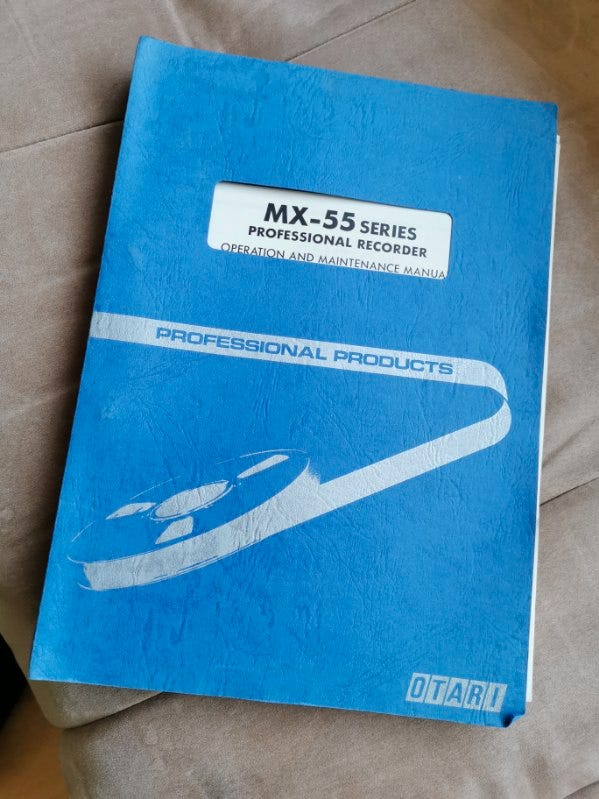 MX-55 SERIES
PROFESSIONAL RECORDER
OPERATION AND MAINTENANCE MANUA
PROFESSIONAL PRODUCTS
OTARI